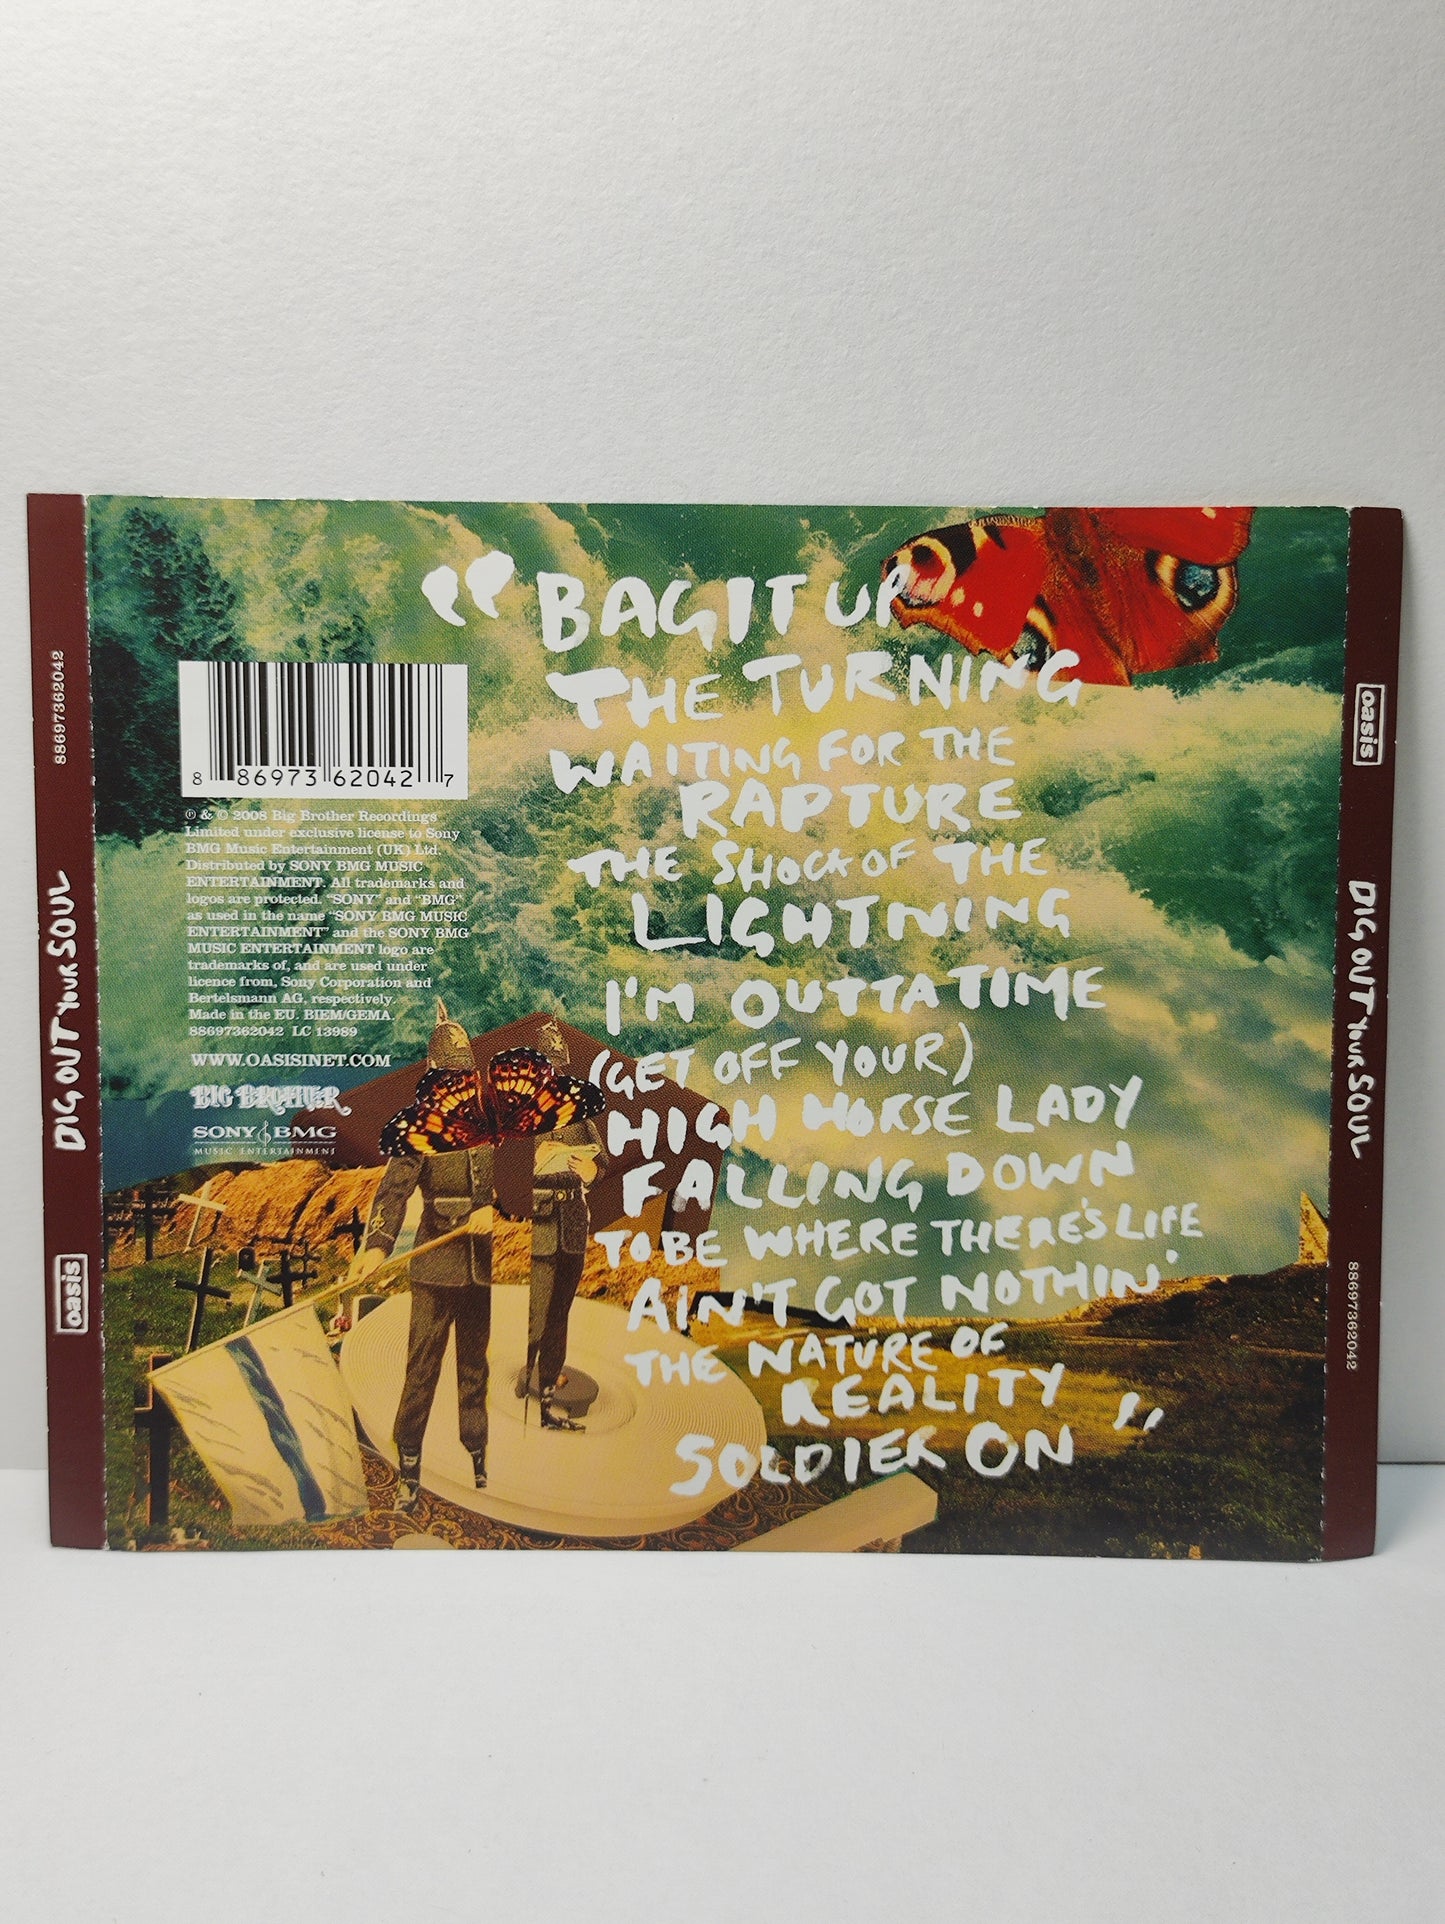 88697362042
DIG OUT YOUR SOUL
oasis
8 86973 62042 7
℗ & © 2008 Big Brother Recordings
Limited under exclusive license to Sony
BMG Music Entertainment (UK) Ltd.
Distributed by SONY BMG MUSIC
ENTERTAINMENT. All trademarks and
logos are protected. "SONY" and "BMG"
as used in the name "SONY BMG MUSIC
ENTERTAINMENT" and the SONY BMG
MUSIC ENTERTAINMENT logo are
trademarks of, and are used under
licence from, Sony Corporation and
Bertelsmann AG, respectively.
Made in the EU. BIEM/GEMA.
88697362042 LC 13989
WWW.OASISINET.COM
BIG BROTHER
SONY BMG
MUSIC ENTERTAINMENT
“BAG IT UP
THE TURNING
WAITING FOR THE
RAPTURE
THE SHOCK OF THE
LIGHTNING
I'M OUTTA TIME
(GET OFF YOUR)
HIGH HORSE LADY
FALLING DOWN
TO BE WHERE THERE'S LIFE
AIN'T GOT NOTHIN'
THE NATURE OF
REALITY
SOLDIER ON”
oasis
DIG OUT YOUR SOUL
88697362042